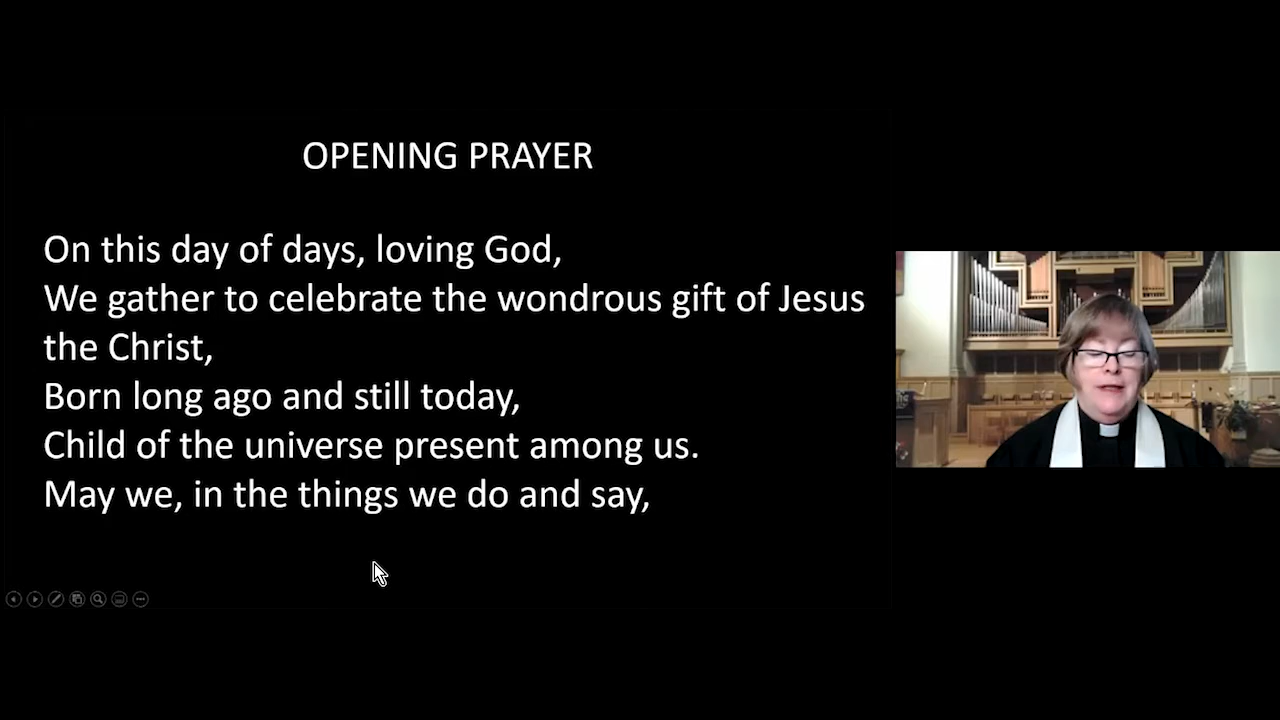 OPENING PRAYER
On this day of days, loving God,
We gather to celebrate the wondrous gift of Jesus
the Christ,
Born long ago and still today,
Child of the universe present among us.
May we, in the things we do and say,